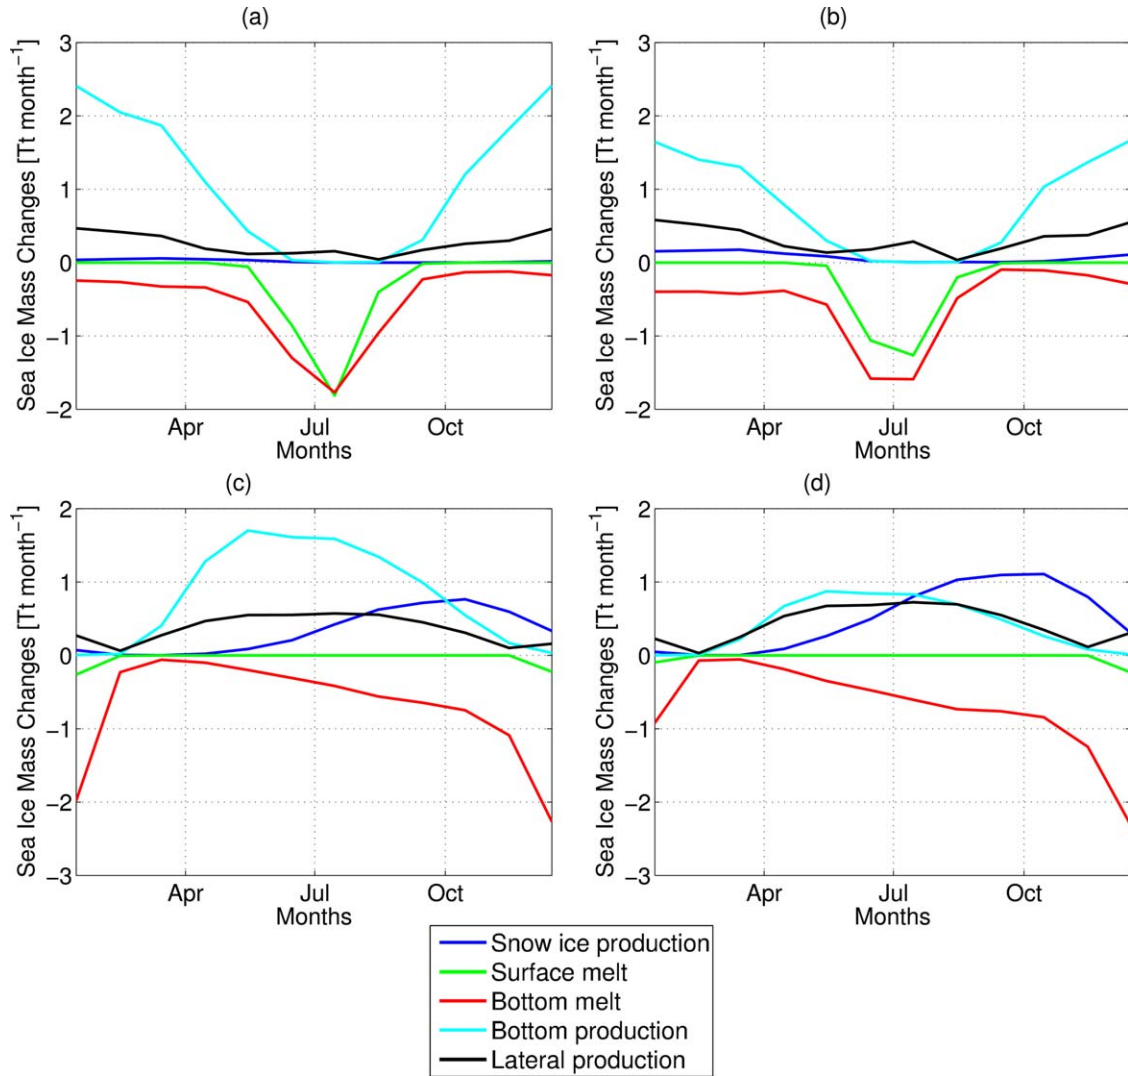 (a)
Sea Ice Mass Changes [Tt month⁻¹]
3
2
1
0
−1
−2
Apr
Jul
Oct
Months
(b)
Sea Ice Mass Changes [Tt month⁻¹]
3
2
1
0
−1
−2
Apr
Jul
Oct
Months
(c)
Sea Ice Mass Changes [Tt month⁻¹]
2
1
0
−1
−2
−3
Apr
Jul
Oct
Months
(d)
Sea Ice Mass Changes [Tt month⁻¹]
2
1
0
−1
−2
−3
Apr
Jul
Oct
Months
Snow ice production
Surface melt
Bottom melt
Bottom production
Lateral production